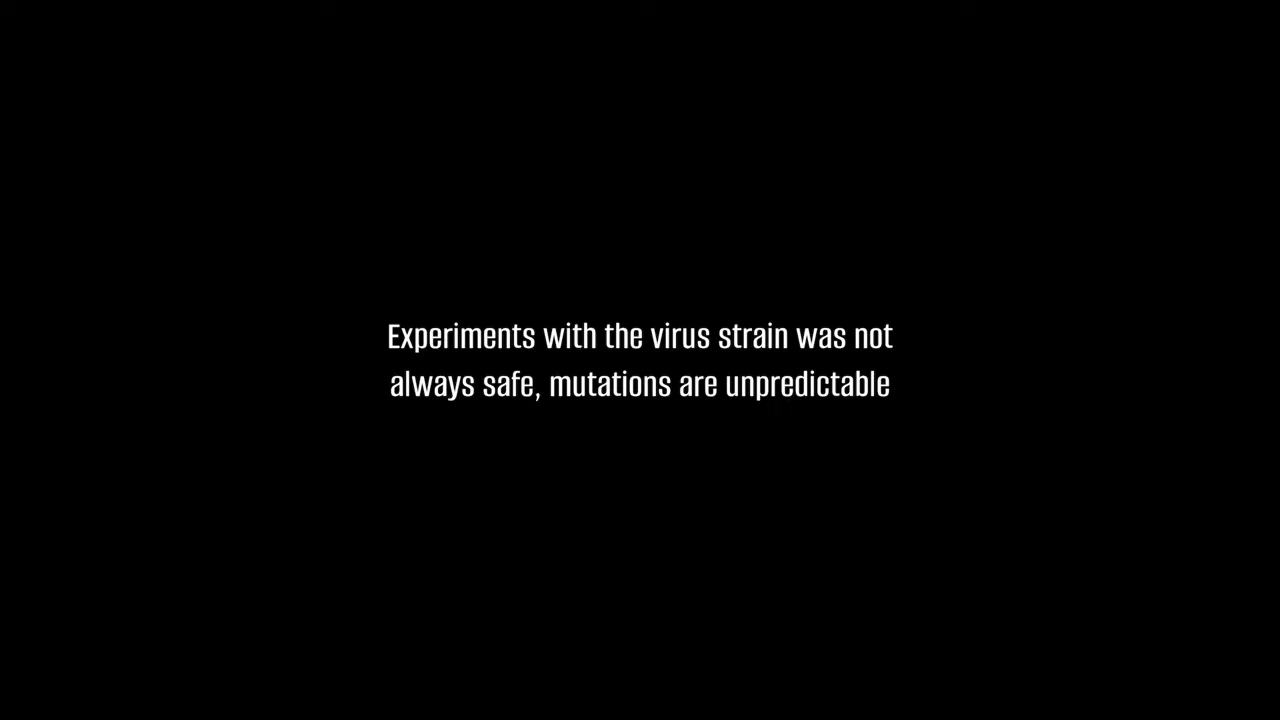 Experiments with the virus strain was not
always safe, mutations are unpredictable